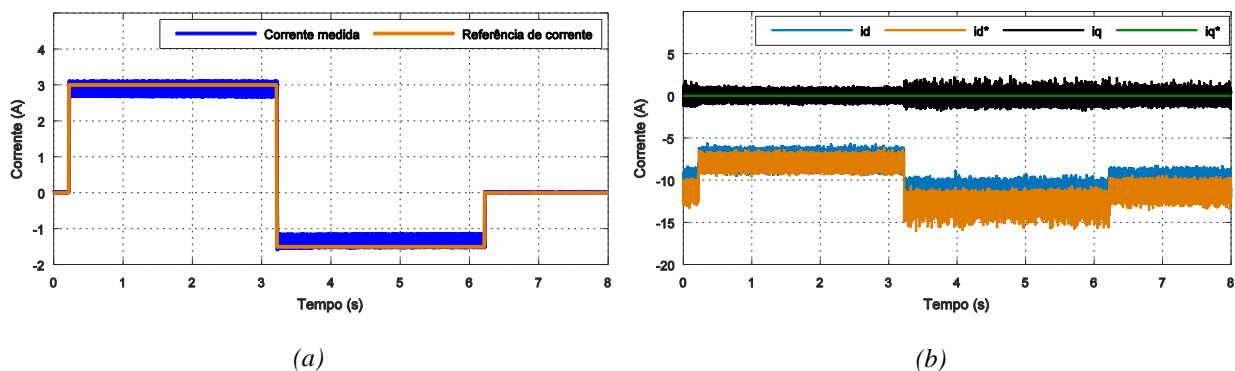 Corrente medida Referência de corrente
Corrente (A)
5
4
3
2
1
0
-1
-2
0 1 2 3 4 5 6 7 8
Tempo (s)
(a)
id id* iq iq*
Corrente (A)
10
5
0
-5
-10
-15
-20
0 1 2 3 4 5 6 7 8
Tempo (s)
(b)